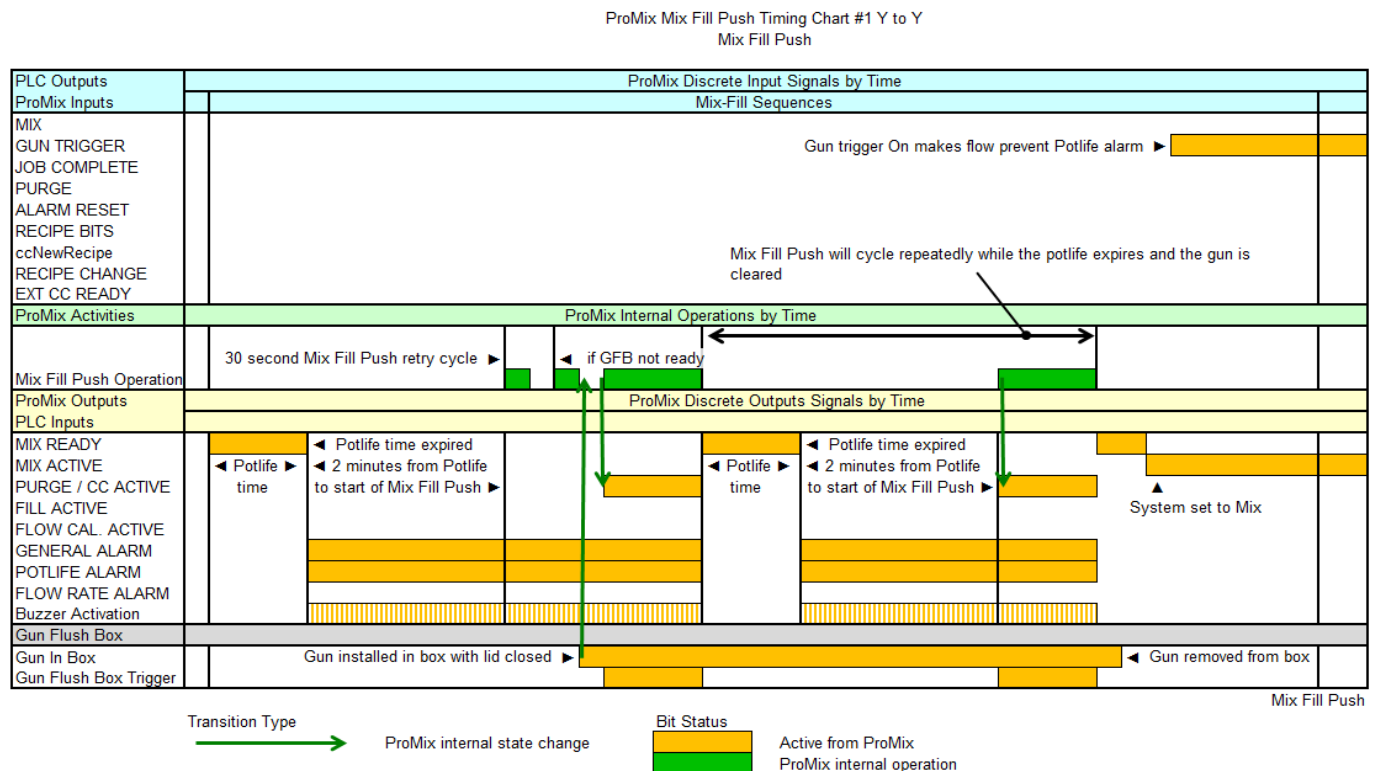 ProMix Mix Fill Push Timing Chart #1 Y to Y
Mix Fill Push
PLC Outputs
ProMix Discrete Input Signals by Time
ProMix Inputs
Mix-Fill Sequences
MIX
GUN TRIGGER
Gun trigger On makes flow prevent Potlife alarm ►
JOB COMPLETE
PURGE
ALARM RESET
RECIPE BITS
ccNewRecipe
Mix Fill Push will cycle repeatedly while the potlife expires and the gun is
cleared
RECIPE CHANGE
EXT CC READY
ProMix Activities
ProMix Internal Operations by Time
30 second Mix Fill Push retry cycle ►
◄ if GFB not ready
Mix Fill Push Operation
ProMix Outputs
ProMix Discrete Outputs Signals by Time
PLC Inputs
MIX READY
◄ Potlife time expired
◄ Potlife time expired
MIX ACTIVE
◄ Potlife ►
◄ 2 minutes from Potlife
◄ Potlife ►
◄ 2 minutes from Potlife
PURGE / CC ACTIVE
time
to start of Mix Fill Push ►
time
to start of Mix Fill Push ►
▲
FILL ACTIVE
System set to Mix
FLOW CAL. ACTIVE
GENERAL ALARM
POTLIFE ALARM
FLOW RATE ALARM
Buzzer Activation
Gun Flush Box
Gun In Box
Gun installed in box with lid closed ►
◄ Gun removed from box
Gun Flush Box Trigger
Mix Fill Push
Transition Type
Bit Status
ProMix internal state change
Active from ProMix
ProMix internal operation